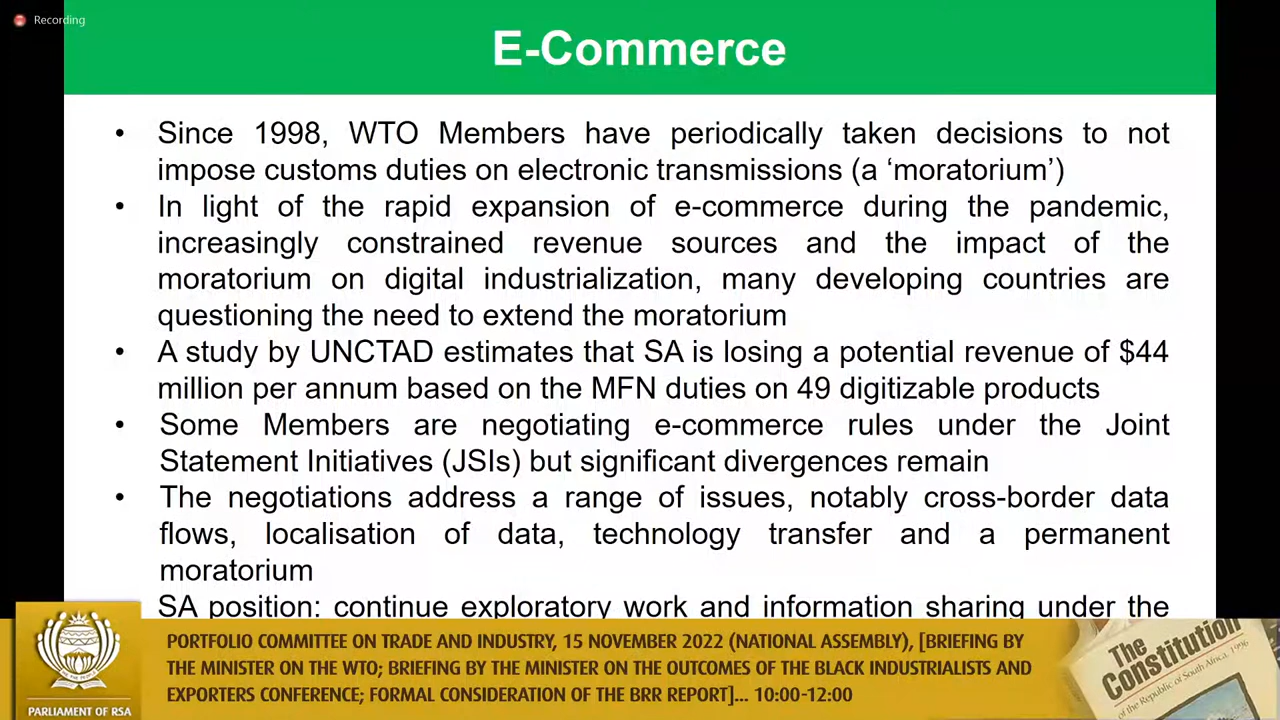 Recording
E-Commerce
• Since 1998, WTO Members have periodically taken decisions to not
impose customs duties on electronic transmissions (a ‘moratorium’)
• In light of the rapid expansion of e-commerce during the pandemic,
increasingly constrained revenue sources and the impact of the
moratorium on digital industrialization, many developing countries are
questioning the need to extend the moratorium
• A study by UNCTAD estimates that SA is losing a potential revenue of $44
million per annum based on the MFN duties on 49 digitizable products
• Some Members are negotiating e-commerce rules under the Joint
Statement Initiatives (JSIs) but significant divergences remain
• The negotiations address a range of issues, notably cross-border data
flows, localisation of data, technology transfer and a permanent
moratorium
SA position: continue exploratory work and information sharing under the
PORTFOLIO COMMITTEE ON TRADE AND INDUSTRY, 15 NOVEMBER 2022 (NATIONAL ASSEMBLY), [BRIEFING BY
THE MINISTER ON THE WTO; BRIEFING BY THE MINISTER ON THE OUTCOMES OF THE BLACK INDUSTRIALISTS AND
EXPORTERS CONFERENCE; FORMAL CONSIDERATION OF THE BRR REPORT]... 10:00-12:00
PARLIAMENT OF RSA
The
Constitution
of the Republic of South Africa, 1996